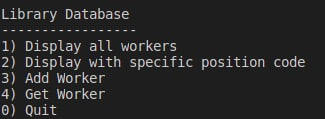 Library Database
-----------------
1) Display all workers
2) Display with specific position code
3) Add Worker
4) Get Worker
0) Quit